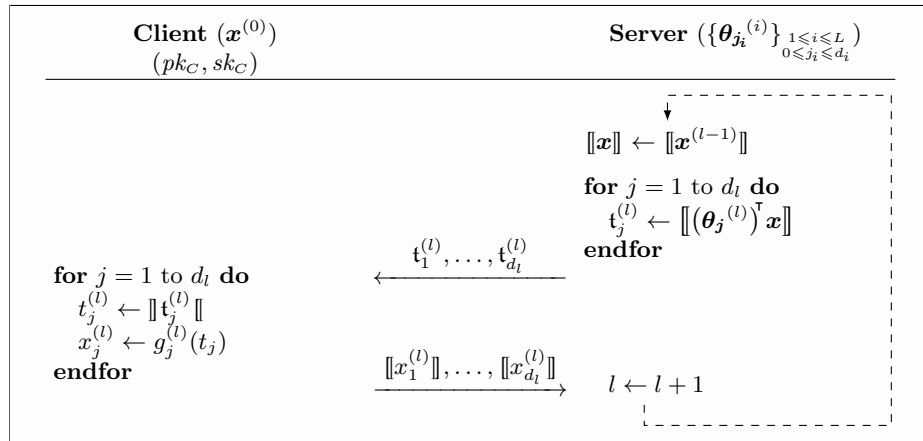 Client (𝒙^{(0)})
(pk_C, sk_C)
Server ({𝜽_{j_i}^{(i)}}_{1⩽i⩽L 0⩽j_i⩽d_i})
⟦𝒙⟧ ← ⟦𝒙^{(l−1)}⟧
for j = 1 to d_l do
𝔱_j^{(l)} ← ⟦(𝜽_j^{(l)})^⊺ 𝒙⟧
endfor
𝔱_1^{(l)}, …, 𝔱_{d_l}^{(l)}
for j = 1 to d_l do
t_j^{(l)} ← ⟧𝔱_j^{(l)}⟦
x_j^{(l)} ← g_j^{(l)}(t_j)
endfor
⟦x_1^{(l)}⟧, …, ⟦x_{d_l}^{(l)}⟧
l ← l + 1